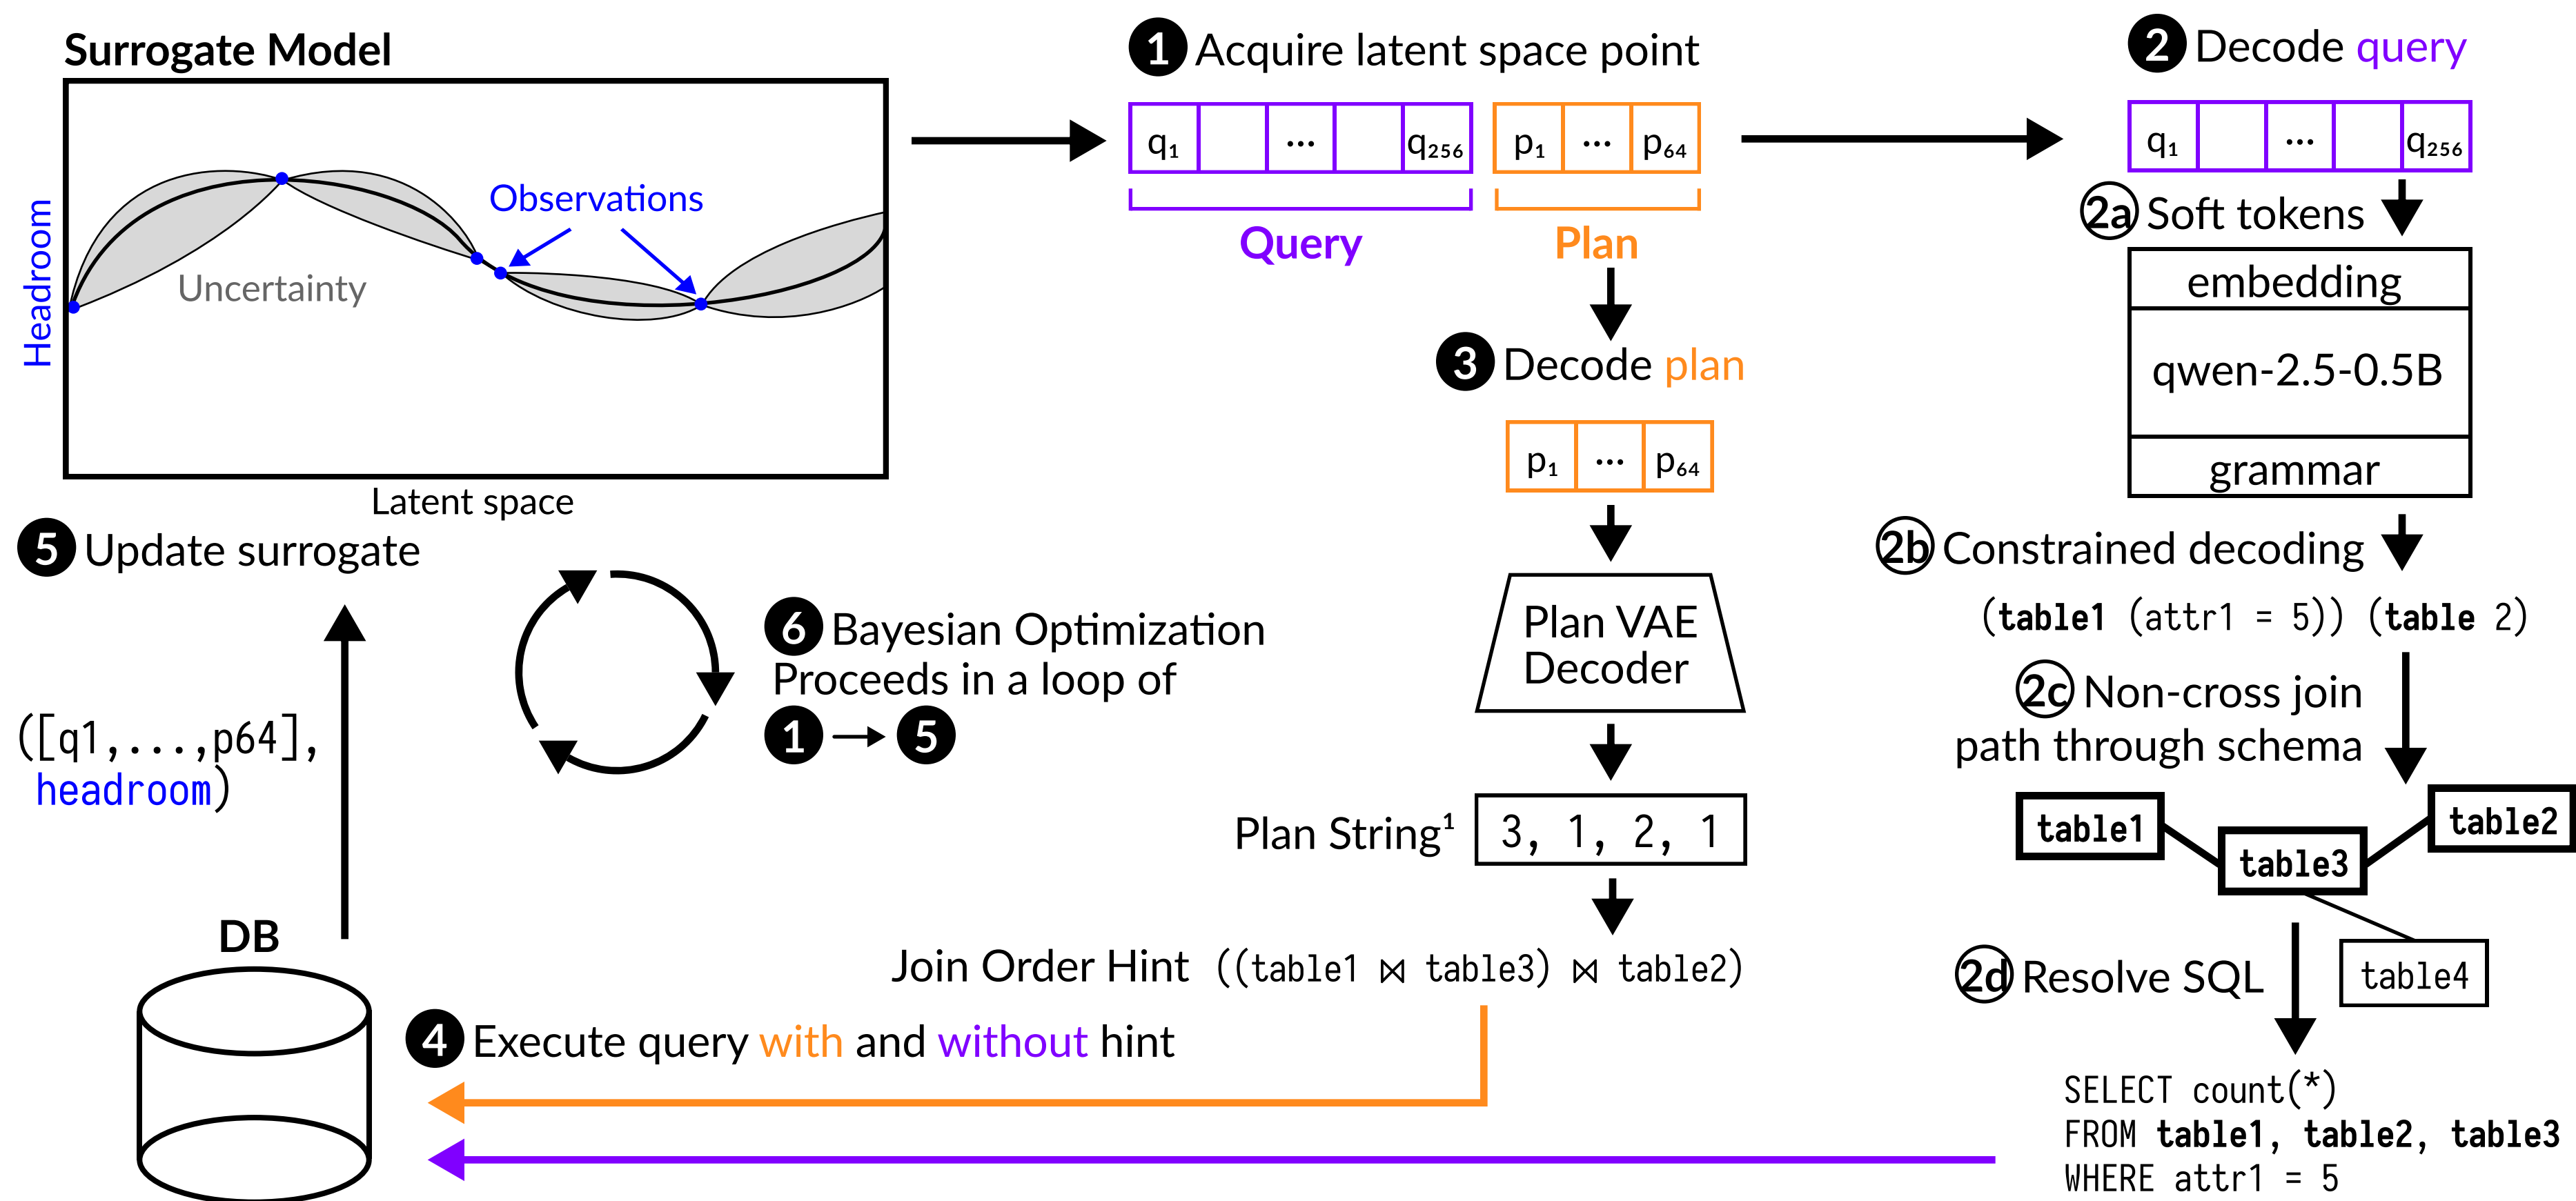 Surrogate Model
Headroom
Observations
Uncertainty
Latent space
1 Acquire latent space point
q₁ ... q₂₅₆ p₁ ... p₆₄
Query Plan
2 Decode query
q₁ ... q₂₅₆
2a Soft tokens
embedding
qwen-2.5-0.5B
grammar
2b Constrained decoding
(table1 (attr1 = 5)) (table 2)
2c Non-cross join
path through schema
table1
table2
table3
table4
2d Resolve SQL
SELECT count(*)
FROM table1, table2, table3
WHERE attr1 = 5
3 Decode plan
p₁ ... p₆₄
Plan VAE
Decoder
Plan String¹ 3, 1, 2, 1
Join Order Hint ((table1 ⋈ table3) ⋈ table2)
4 Execute query with and without hint
DB
5 Update surrogate
([q1,...,p64],
headroom)
6 Bayesian Optimization
Proceeds in a loop of
1 → 5